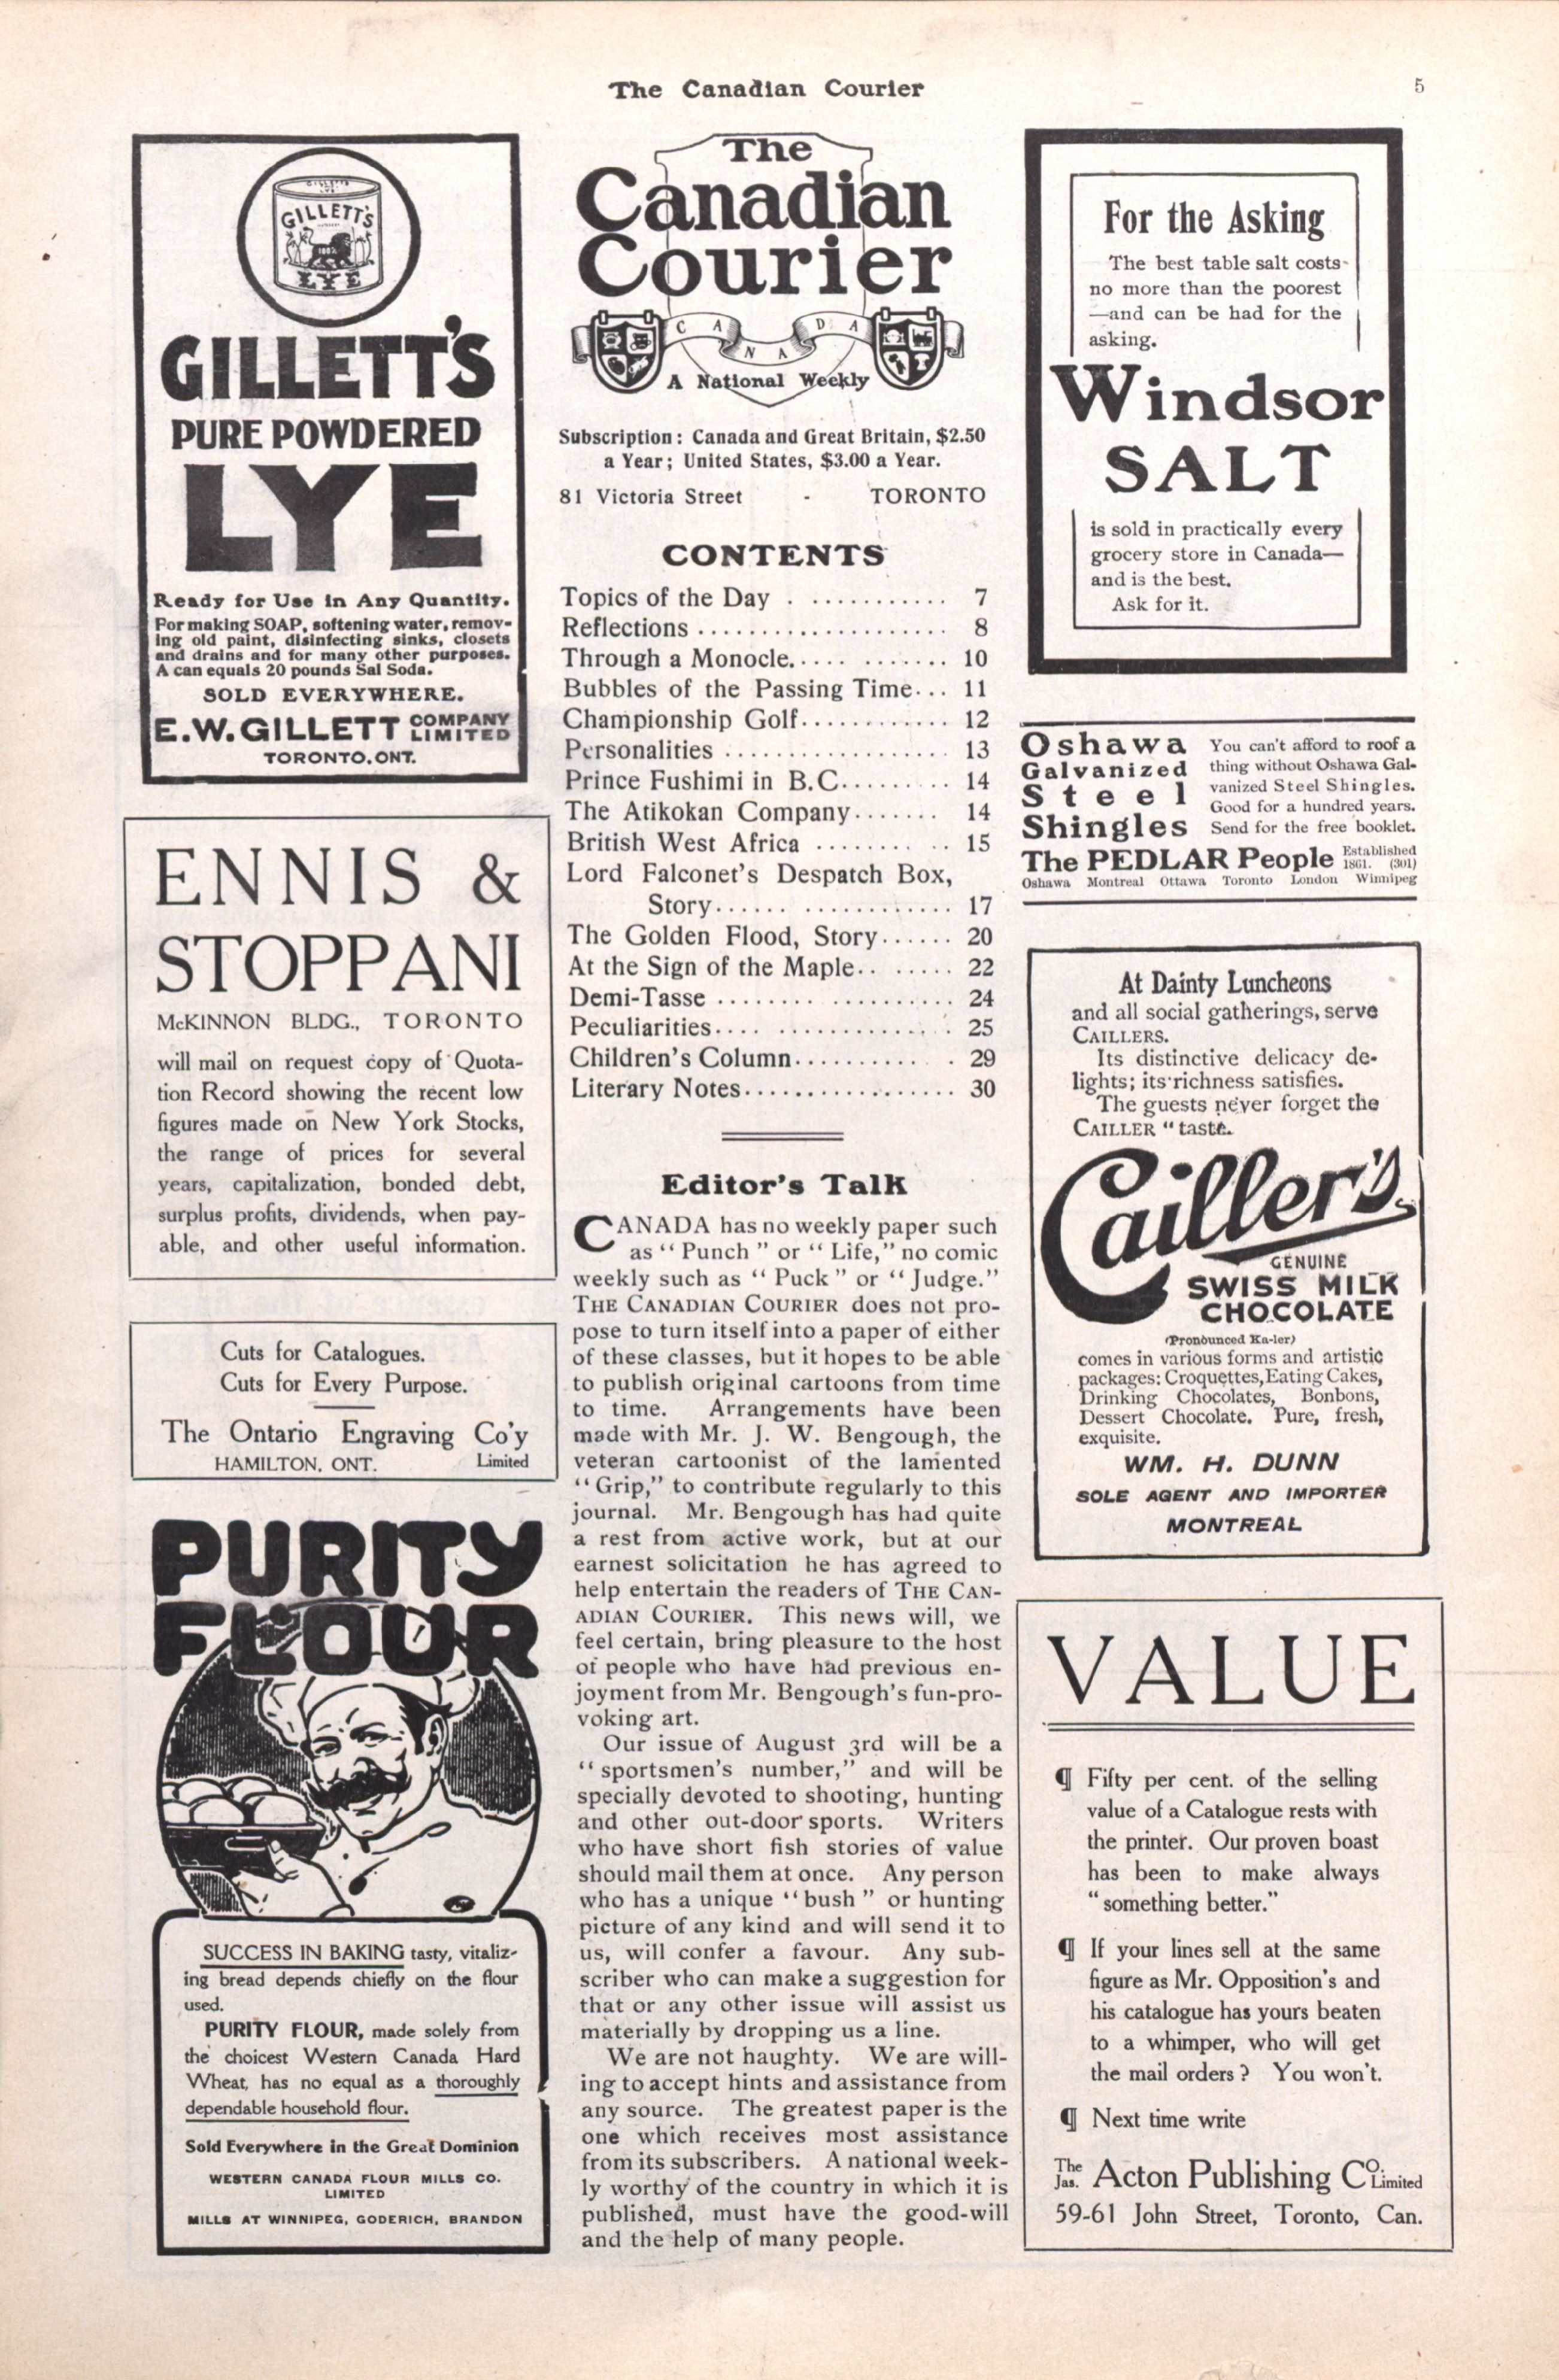 The Canadian Courier
5
GILLETT'S
LYE
GILLETT'S
LYE
GILLETT'S
PURE POWDERED
LYE
Ready for Use in Any Quantity.
For making SOAP, softening water, remov-
ing old paint, disinfecting sinks, closets
and drains and for many other purposes.
A can equals 20 pounds Sal Soda.
SOLD EVERYWHERE.
E.W. GILLETT COMPANY LIMITED
TORONTO, ONT.
ENNIS &
STOPPANI
McKINNON BLDG., TORONTO
will mail on request copy of Quota-
tion Record showing the recent low
figures made on New York Stocks,
the range of prices for several
years, capitalization, bonded debt,
surplus profits, dividends, when pay-
able, and other useful information.
Cuts for Catalogues.
Cuts for Every Purpose.
The Ontario Engraving Co'y
HAMILTON, ONT. Limited
PURITY
FLOUR
SUCCESS IN BAKING tasty, vitaliz-
ing bread depends chiefly on the flour
used.
PURITY FLOUR, made solely from
the choicest Western Canada Hard
Wheat, has no equal as a thoroughly
dependable household flour.
Sold Everywhere in the Great Dominion
WESTERN CANADA FLOUR MILLS CO.
LIMITED
MILLS AT WINNIPEG, GODERICH, BRANDON
The
Canadian
Courier
CANADA
A National Weekly
Subscription: Canada and Great Britain, $2.50
a Year; United States, $3.00 a Year.
81 Victoria Street - TORONTO
CONTENTS
Topics of the Day . ........... 7
Reflections .................... 8
Through a Monocle..... ....... 10
Bubbles of the Passing Time... 11
Championship Golf............ 12
Personalities .................. 13
Prince Fushimi in B.C......... 14
The Atikokan Company....... 14
British West Africa ........ .. 15
Lord Falconet's Despatch Box,
Story...... ............ 17
The Golden Flood, Story...... 20
At the Sign of the Maple.. ...... 22
Demi-Tasse ........ .......... 24
Peculiarities.... .............. 25
Children's Column........... . 29
Literary Notes................. 30
Editor's Talk
CANADA has no weekly paper such
as "Punch" or "Life," no comic
weekly such as "Puck" or "Judge."
THE CANADIAN COURIER does not pro-
pose to turn itself into a paper of either
of these classes, but it hopes to be able
to publish original cartoons from time
to time. Arrangements have been
made with Mr. J. W. Bengough, the
veteran cartoonist of the lamented
"Grip," to contribute regularly to this
journal. Mr. Bengough has had quite
a rest from active work, but at our
earnest solicitation he has agreed to
help entertain the readers of THE CAN-
ADIAN COURIER. This news will, we
feel certain, bring pleasure to the host
of people who have had previous en-
joyment from Mr. Bengough's fun-pro-
voking art.
Our issue of August 3rd will be a
"sportsmen's number," and will be
specially devoted to shooting, hunting
and other out-door sports. Writers
who have short fish stories of value
should mail them at once. Any person
who has a unique "bush" or hunting
picture of any kind and will send it to
us, will confer a favour. Any sub-
scriber who can make a suggestion for
that or any other issue will assist us
materially by dropping us a line.
We are not haughty. We are will-
ing to accept hints and assistance from
any source. The greatest paper is the
one which receives most assistance
from its subscribers. A national week-
ly worthy of the country in which it is
published, must have the good-will
and the help of many people.
For the Asking
The best table salt costs
no more than the poorest
—and can be had for the
asking.
Windsor
SALT
is sold in practically every
grocery store in Canada—
and is the best.
Ask for it.
Oshawa
Galvanized
Steel
Shingles
You can't afford to roof a
thing without Oshawa Gal-
vanized Steel Shingles.
Good for a hundred years.
Send for the free booklet.
The PEDLAR People Established 1861. (301)
Oshawa Montreal Ottawa Toronto London Winnipeg
At Dainty Luncheons
and all social gatherings, serve
CAILLERS.
Its distinctive delicacy de-
lights; its richness satisfies.
The guests never forget the
CAILLER "taste.
Cailler's
GENUINE
SWISS MILK
CHOCOLATE
(Pronounced Ka-ler)
comes in various forms and artistic
packages: Croquettes, Eating Cakes,
Drinking Chocolates, Bonbons,
Dessert Chocolate. Pure, fresh,
exquisite.
WM. H. DUNN
SOLE AGENT AND IMPORTER
MONTREAL
VALUE
¶ Fifty per cent. of the selling
value of a Catalogue rests with
the printer. Our proven boast
has been to make always
"something better."
¶ If your lines sell at the same
figure as Mr. Opposition's and
his catalogue has yours beaten
to a whimper, who will get
the mail orders? You won't.
¶ Next time write
The Jas. Acton Publishing Co. Limited
59-61 John Street, Toronto, Can.